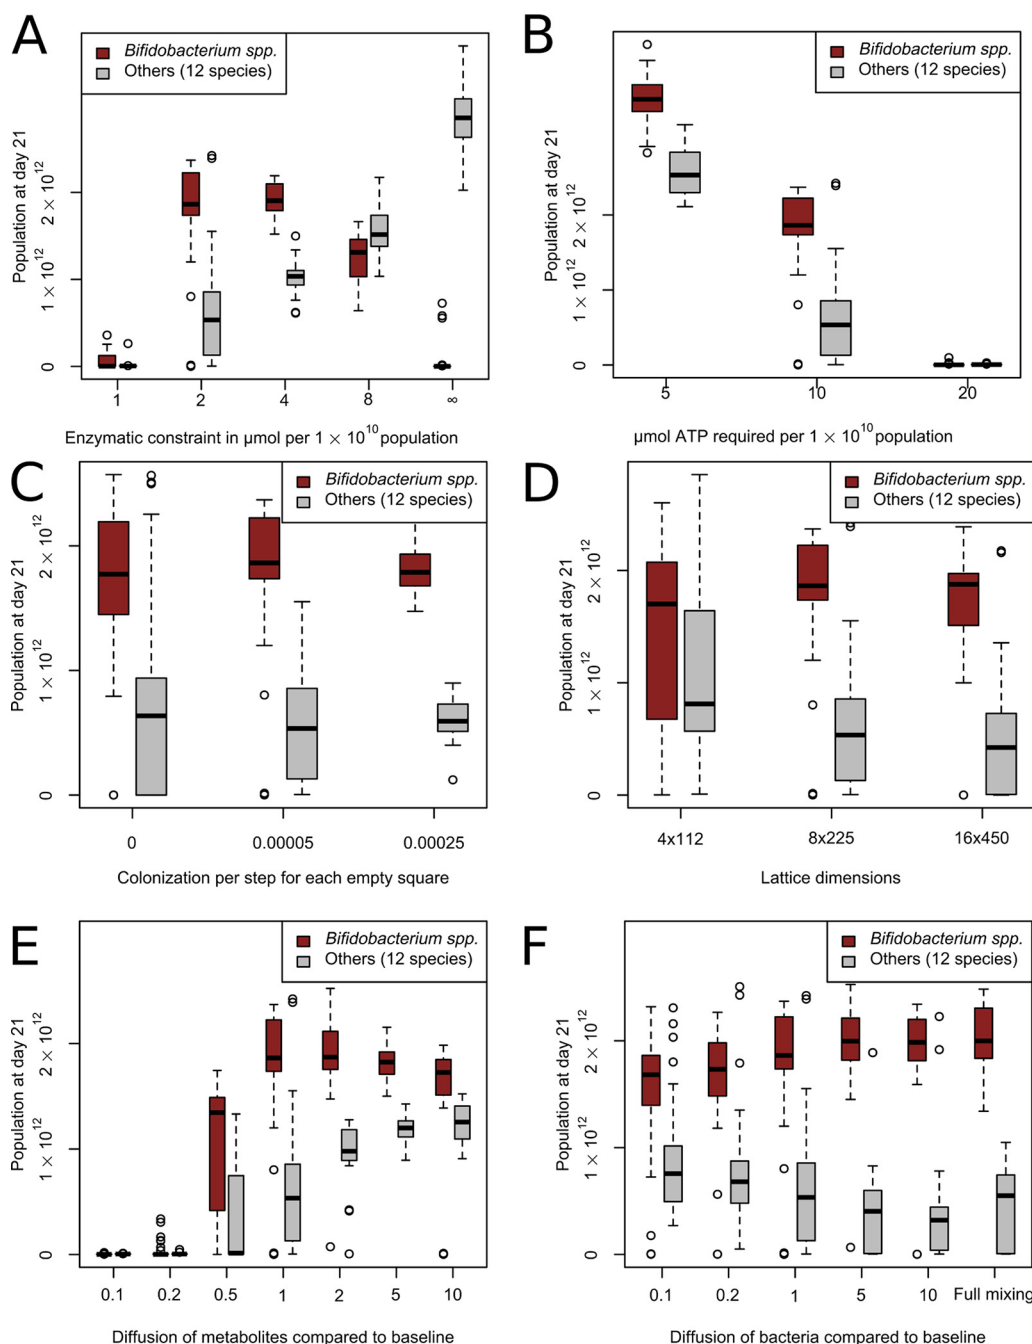 A
Bifidobacterium spp.
Others (12 species)
Population at day 21
0
1 × 10^12
2 × 10^12
1 2 4 8 ∞
Enzymatic constraint in µmol per 1 × 10^10 population
B
Bifidobacterium spp.
Others (12 species)
Population at day 21
0
1 × 10^12
2 × 10^12
5 10 20
µmol ATP required per 1 × 10^10 population
C
Bifidobacterium spp.
Others (12 species)
Population at day 21
0
1 × 10^12
2 × 10^12
0 0.00005 0.00025
Colonization per step for each empty square
D
Bifidobacterium spp.
Others (12 species)
Population at day 21
0
1 × 10^12
2 × 10^12
4x112 8x225 16x450
Lattice dimensions
E
Bifidobacterium spp.
Others (12 species)
Population at day 21
0
1 × 10^12
2 × 10^12
0.1 0.2 0.5 1 2 5 10
Diffusion of metabolites compared to baseline
F
Bifidobacterium spp.
Others (12 species)
Population at day 21
0
1 × 10^12
2 × 10^12
0.1 0.2 1 5 10 Full mixing
Diffusion of bacteria compared to baseline